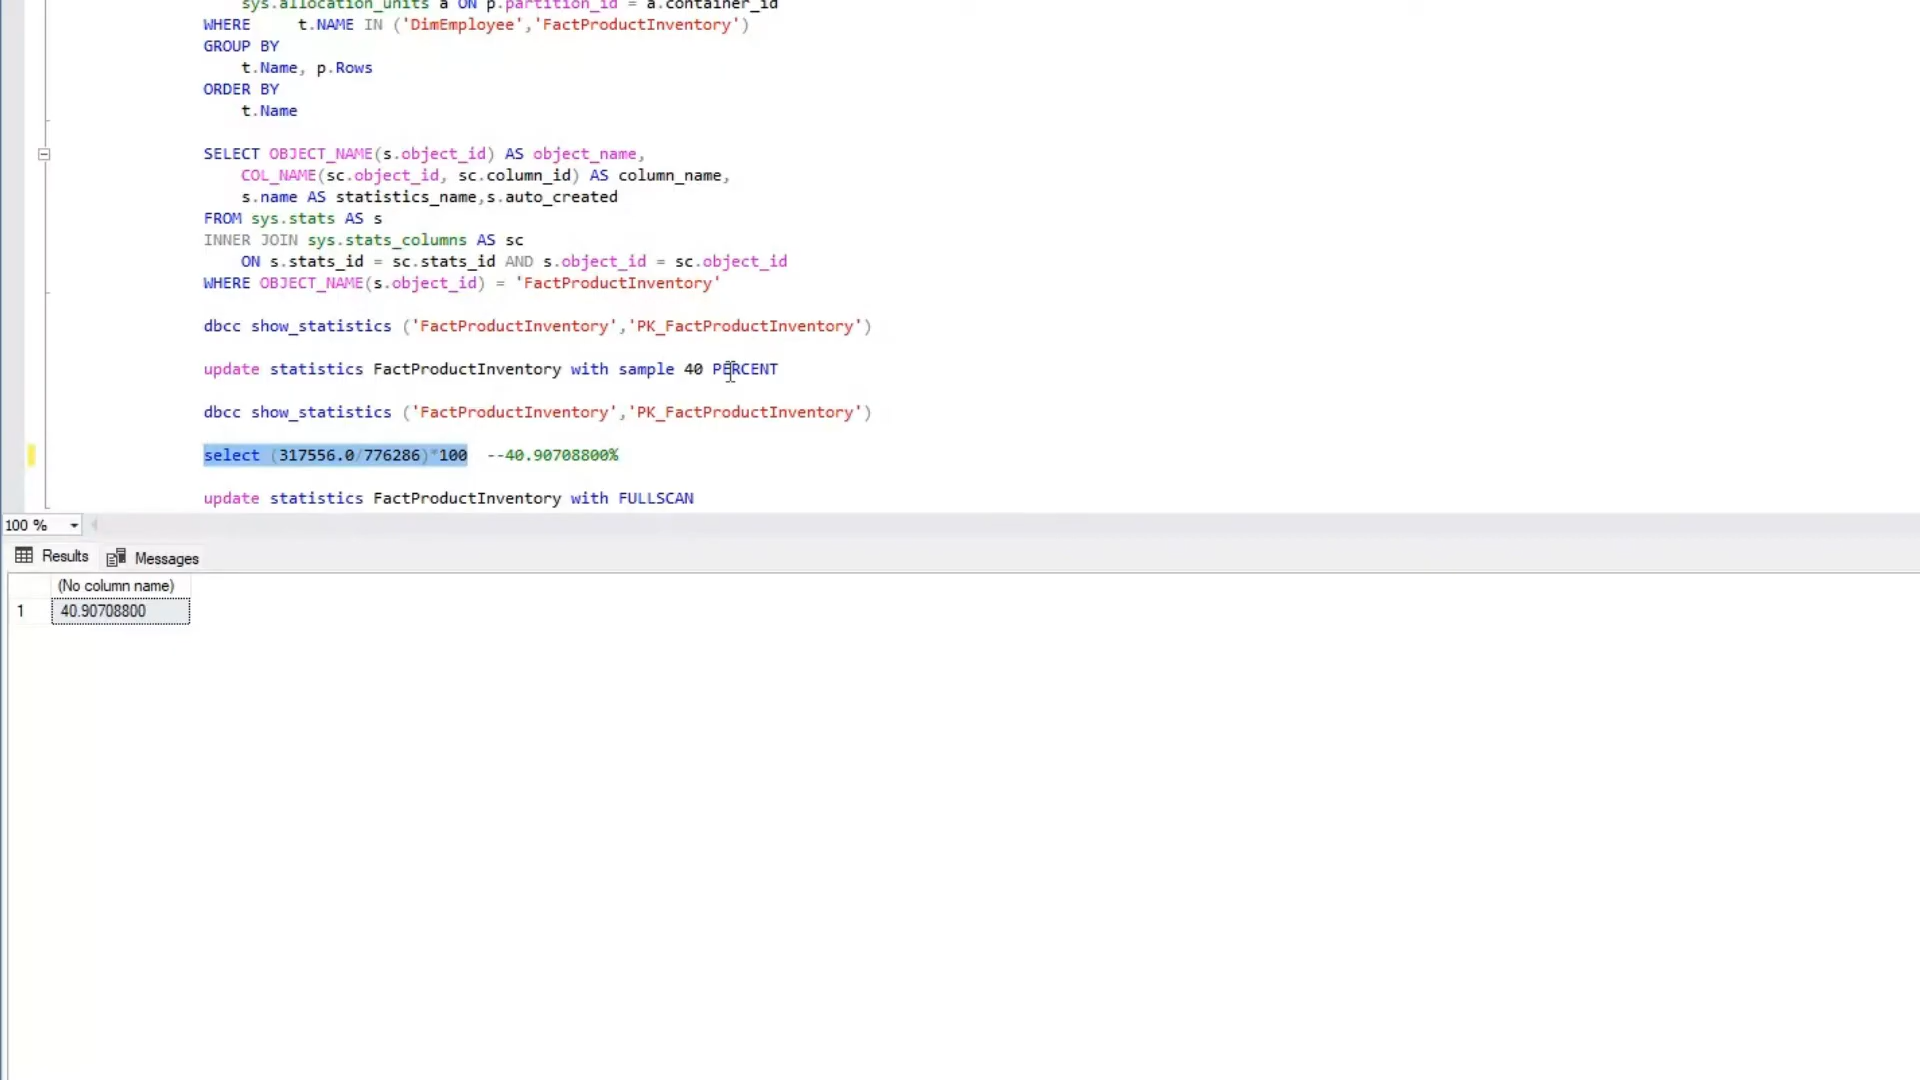 sys.allocation_units a ON p.partition_id = a.container_id
WHERE t.NAME IN ('DimEmployee','FactProductInventory')
GROUP BY
t.Name, p.Rows
ORDER BY
t.Name
SELECT OBJECT_NAME(s.object_id) AS object_name,
COL_NAME(sc.object_id, sc.column_id) AS column_name,
s.name AS statistics_name,s.auto_created
FROM sys.stats AS s
INNER JOIN sys.stats_columns AS sc
ON s.stats_id = sc.stats_id AND s.object_id = sc.object_id
WHERE OBJECT_NAME(s.object_id) = 'FactProductInventory'
dbcc show_statistics ('FactProductInventory','PK_FactProductInventory')
update statistics FactProductInventory with sample 40 PERCENT
dbcc show_statistics ('FactProductInventory','PK_FactProductInventory')
select (317556.0/776286)*100 --40.90708800%
update statistics FactProductInventory with FULLSCAN
100 %
Results Messages
(No column name)
1 40.90708800